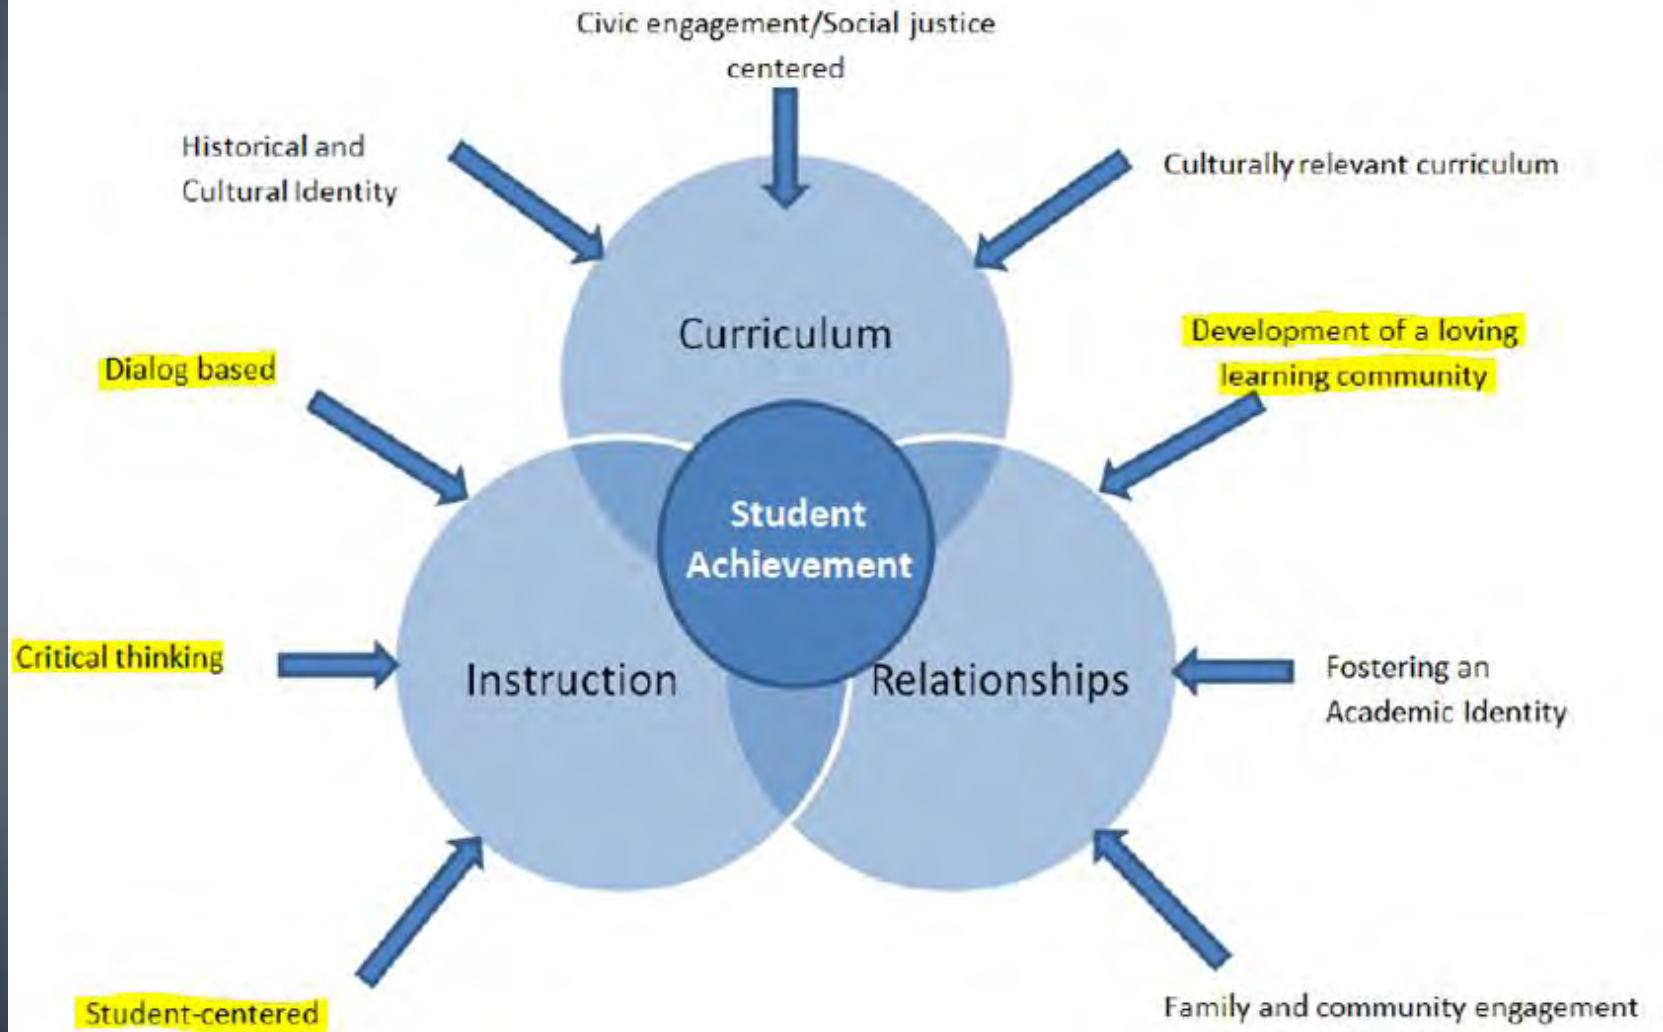 Civic engagement/Social justice
centered
Historical and
Cultural Identity
Culturally relevant curriculum
Curriculum
Development of a loving
learning community
Dialog based
Student
Achievement
Critical thinking
Instruction
Relationships
Fostering an
Academic Identity
Student-centered
Family and community engagement